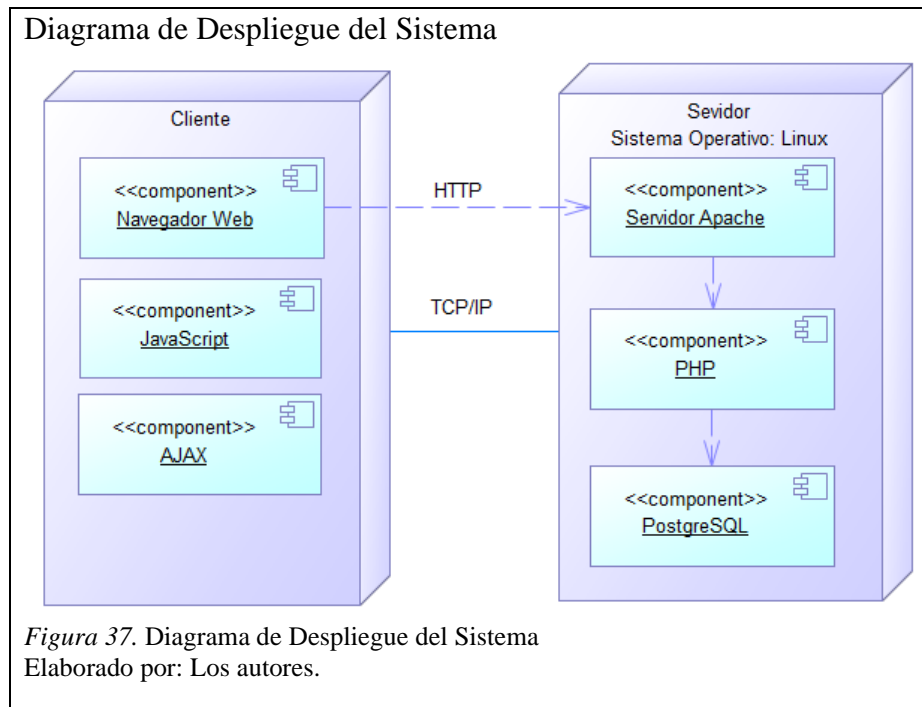 Diagrama de Despliegue del Sistema
Cliente
<<component>>
Navegador Web
<<component>>
JavaScript
<<component>>
AJAX
HTTP
TCP/IP
Sevidor
Sistema Operativo: Linux
<<component>>
Servidor Apache
<<component>>
PHP
<<component>>
PostgreSQL
Figura 37. Diagrama de Despliegue del Sistema
Elaborado por: Los autores.